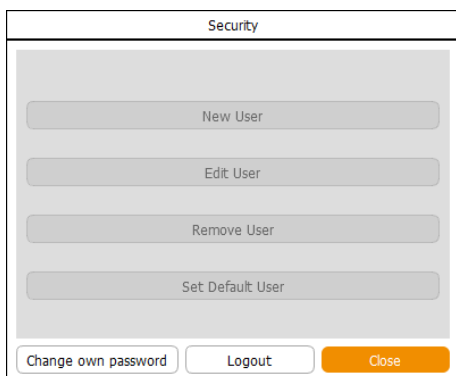 Security
New User
Edit User
Remove User
Set Default User
Change own password Logout Close